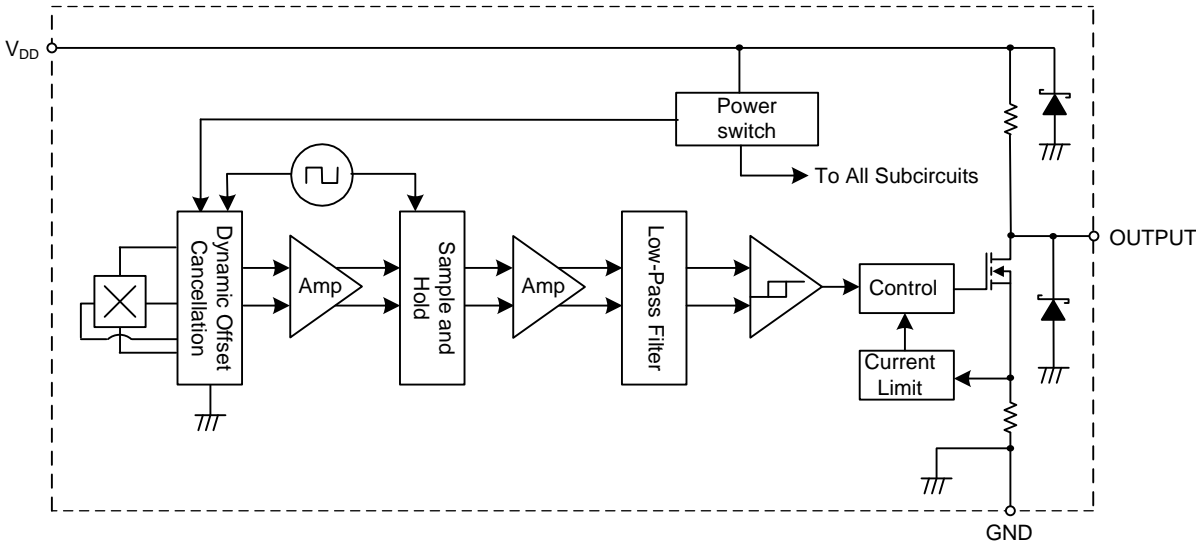 V_DD
Power
switch
To All Subcircuits
OUTPUT
Dynamic Offset
Cancellation
Amp
Sample and
Hold
Amp
Low-Pass Filter
Control
Current
Limit
GND